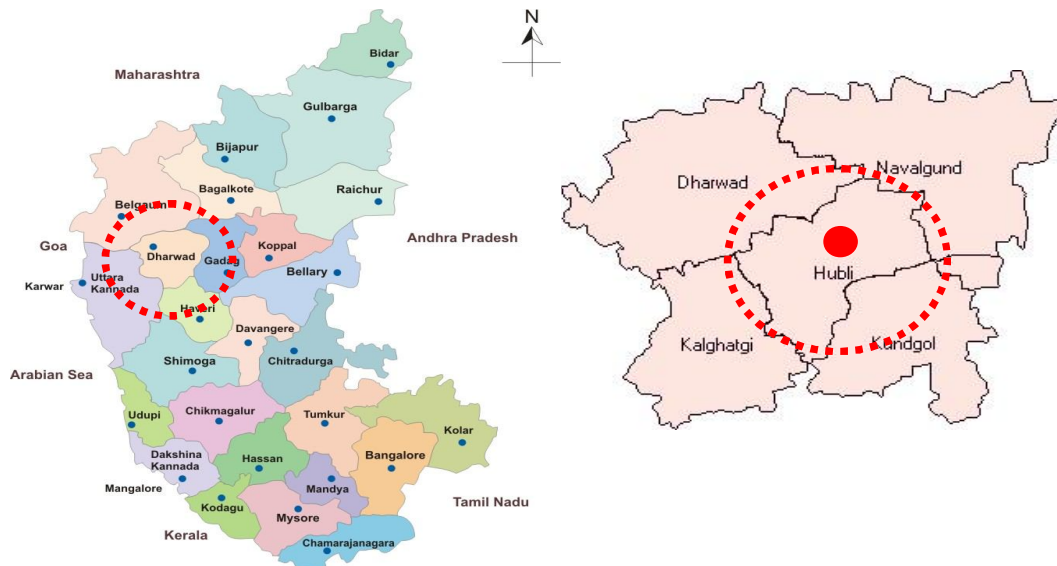 N
Bidar
Maharashtra
Gulbarga
Bijapur
Bagalkote
Raichur
Belgaum
Goa
Dharwad
Gadag
Koppal
Andhra Pradesh
Bellary
Karwar
Uttara
Kannada
Haveri
Davangere
Chitradurga
Shimoga
Arabian Sea
Udupi
Chikmagalur
Tumkur
Kolar
Dakshina
Kannada
Hassan
Bangalore
Mangalore
Mandya
Kodagu
Tamil Nadu
Mysore
Kerala
Chamarajanagara
Dharwad
Navalgund
Hubli
Kalghatgi
Kundgol